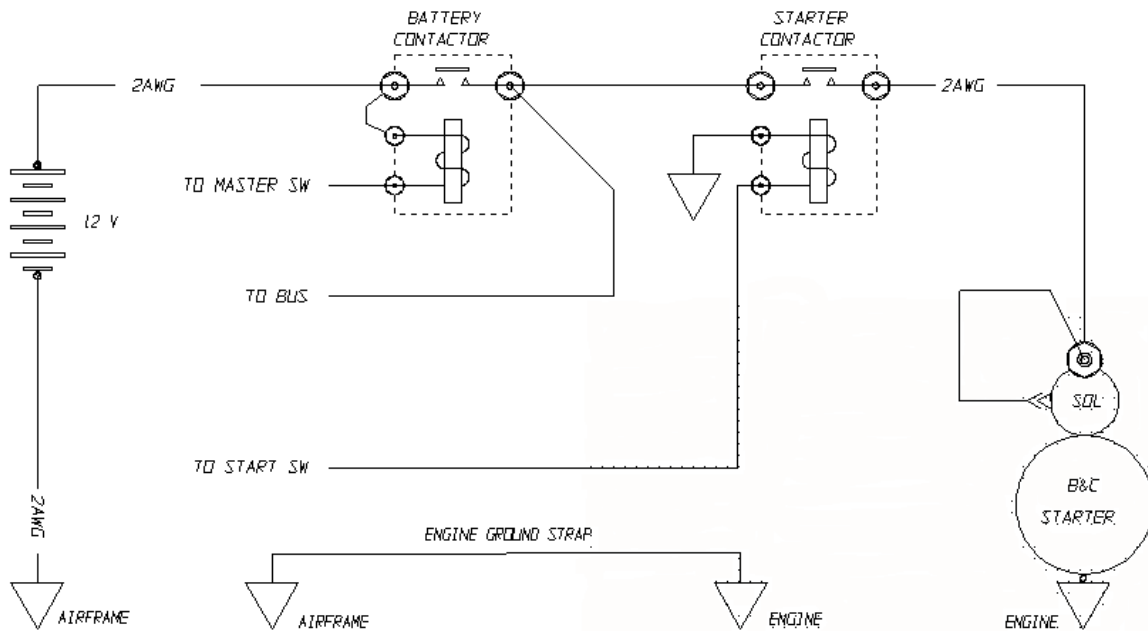 BATTERY
CONTACTOR
STARTER
CONTACTOR
2AWG
2AWG
TO MASTER SW
12 V
TO BUS
SOL
TO START SW
B&C
STARTER
2AWG
ENGINE GROUND STRAP
AIRFRAME
AIRFRAME
ENGINE
ENGINE